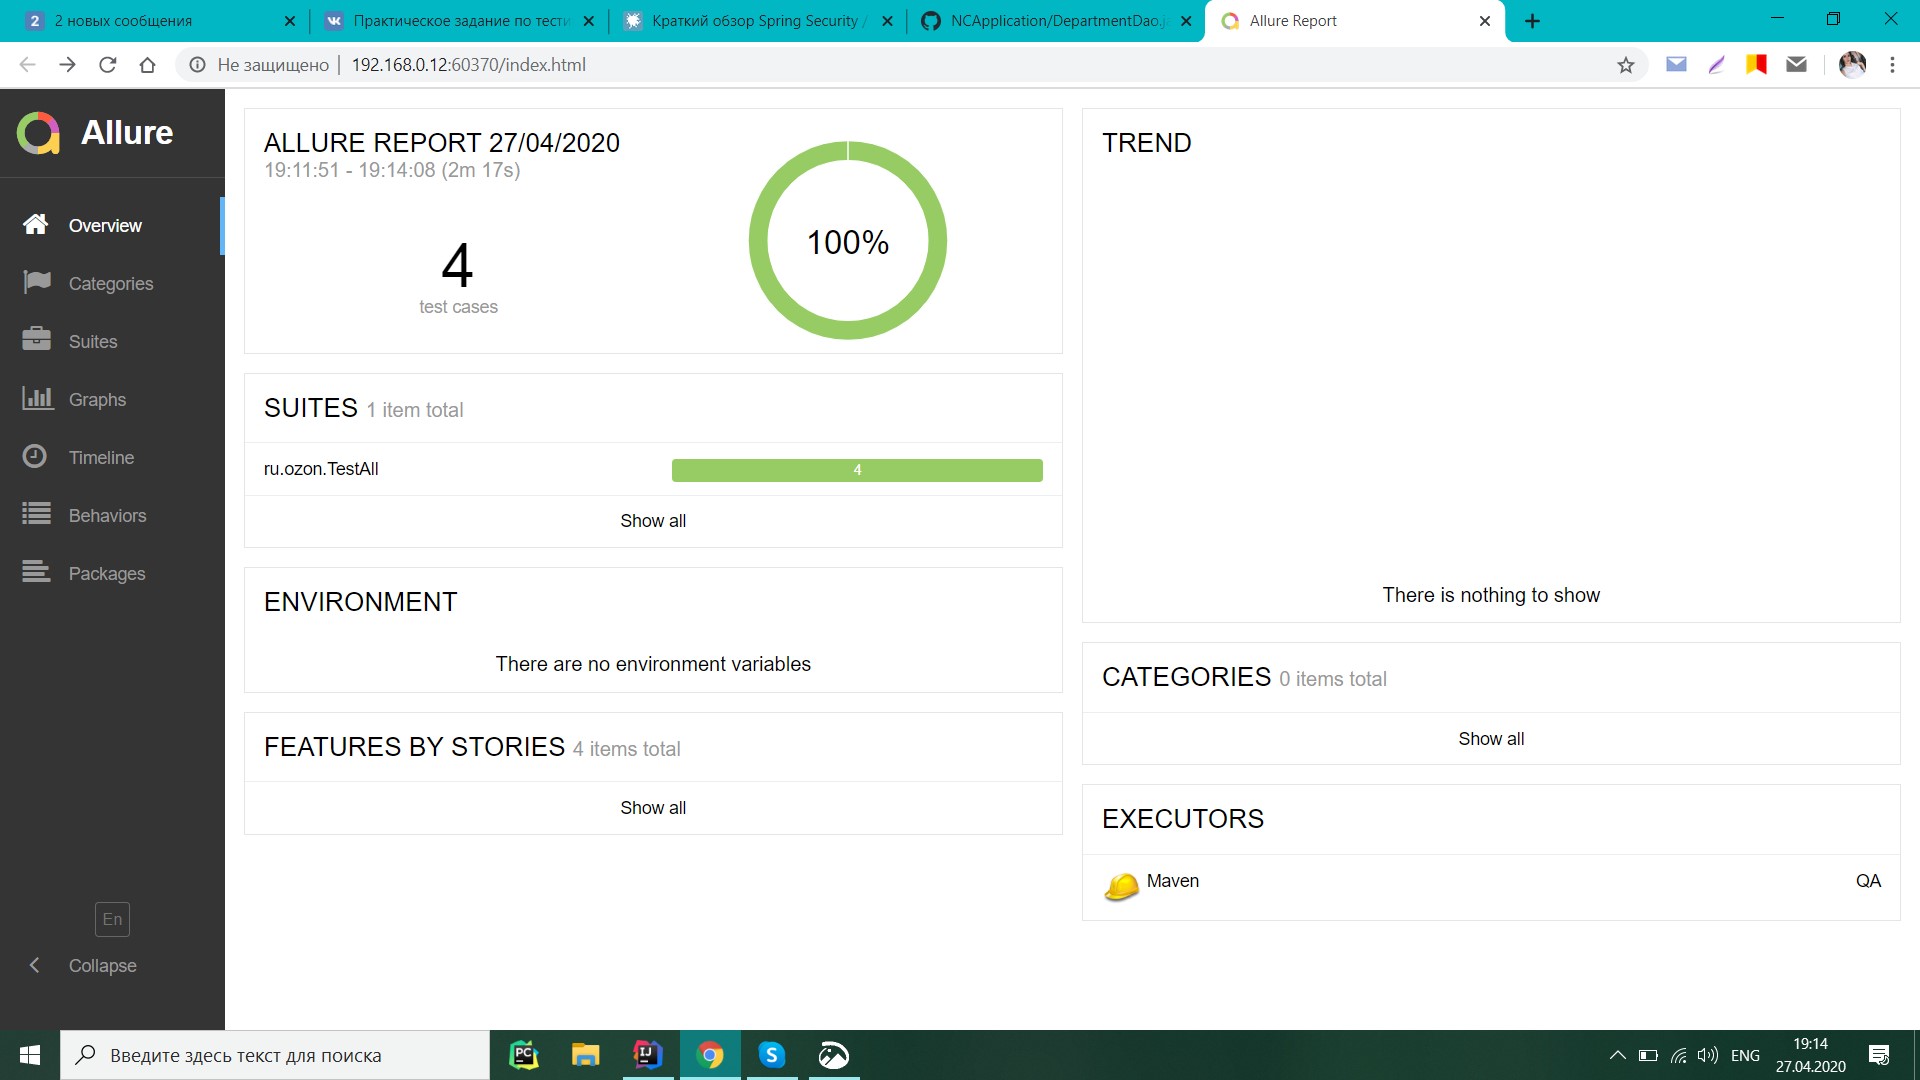 2 2 новых сообщения
Практическое задание по тести
Краткий обзор Spring Security /
NCApplication/DepartmentDao.ja
Allure Report
Не защищено | 192.168.0.12:60370/index.html
Allure
Overview
Categories
Suites
Graphs
Timeline
Behaviors
Packages
En
Collapse
ALLURE REPORT 27/04/2020
19:11:51 - 19:14:08 (2m 17s)
4
test cases
100%
SUITES 1 item total
ru.ozon.TestAll 4
Show all
ENVIRONMENT
There are no environment variables
FEATURES BY STORIES 4 items total
Show all
TREND
There is nothing to show
CATEGORIES 0 items total
Show all
EXECUTORS
Maven QA
Введите здесь текст для поиска
PC
IJ
S
ENG
19:14
27.04.2020